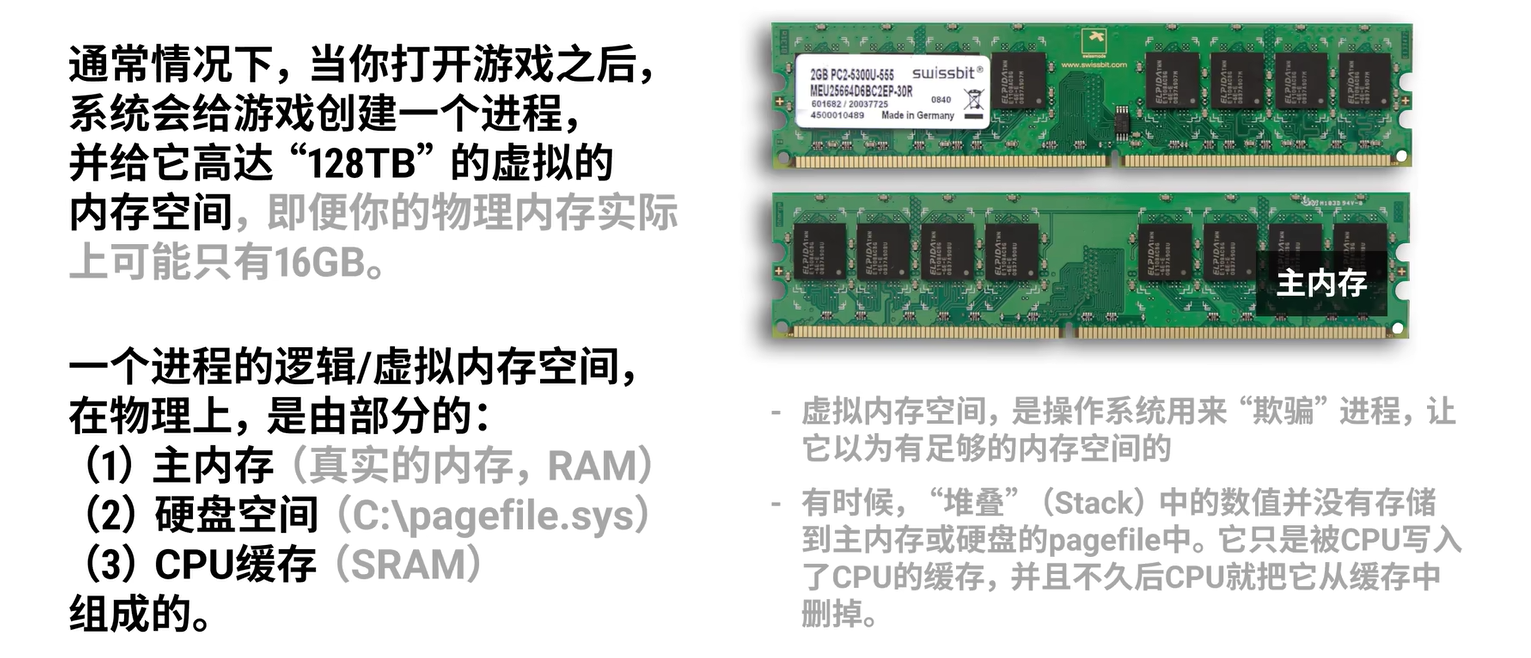 通常情况下，当你打开游戏之后，
系统会给游戏创建一个进程，
并给它高达“128TB”的虚拟的
内存空间，即便你的物理内存实际
上可能只有16GB。
一个进程的逻辑/虚拟内存空间，
在物理上，是由部分的：
（1）主内存（真实的内存，RAM）
（2）硬盘空间（C:\pagefile.sys）
（3）CPU缓存（SRAM）
组成的。
2GB PC2-5300U-555
swissbit®
MEU25664D6BC2EP-30R
601682 / 20037725
0840
4500010489
Made in Germany
www.swissbit.com
主内存
- 虚拟内存空间，是操作系统用来“欺骗”进程，让
它以为有足够的内存空间的
- 有时候，“堆叠”（Stack）中的数值并没有存储
到主内存或硬盘的pagefile中。它只是被CPU写入
了CPU的缓存，并且不久后CPU就把它从缓存中
删掉。